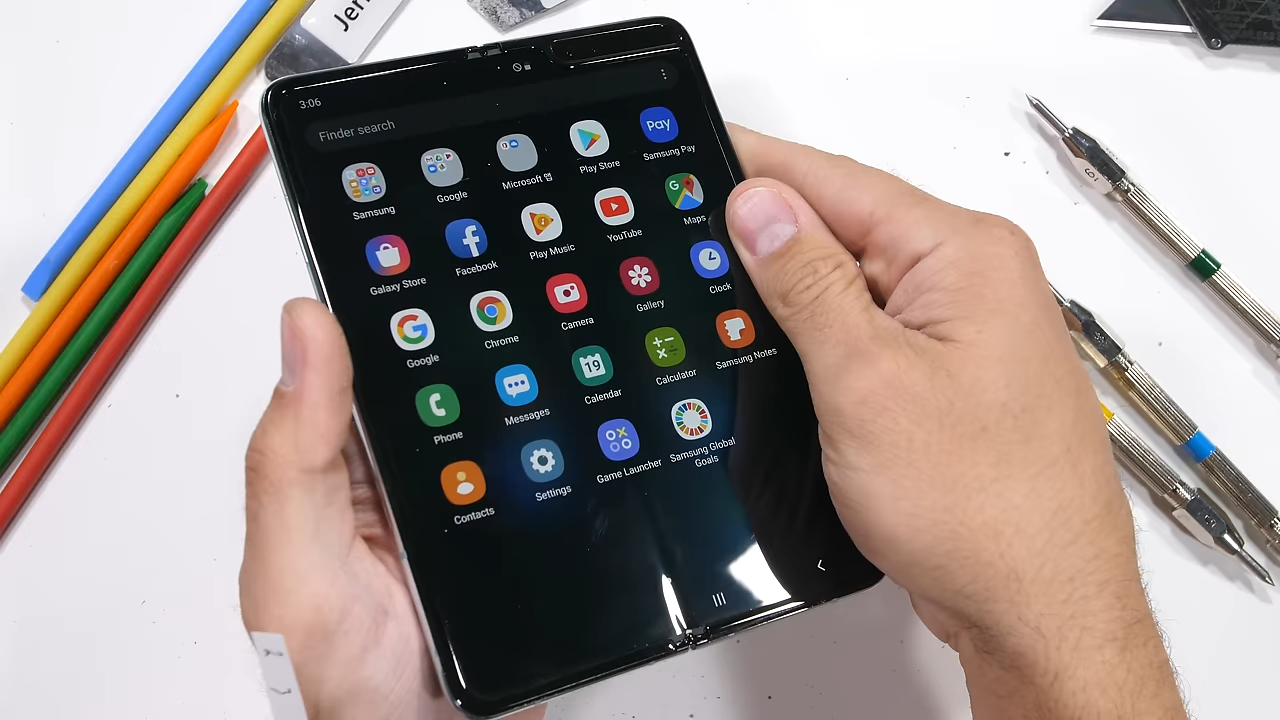 Jer
3:06
Finder search
Samsung
Google
Microsoft 앱
Play Store
Pay
Samsung Pay
Galaxy Store
Facebook
Play Music
YouTube
Maps
Google
Chrome
Camera
Gallery
Clock
Phone
Messages
19
Calendar
Calculator
Samsung Notes
Contacts
Settings
Game Launcher
Samsung Global
Goals